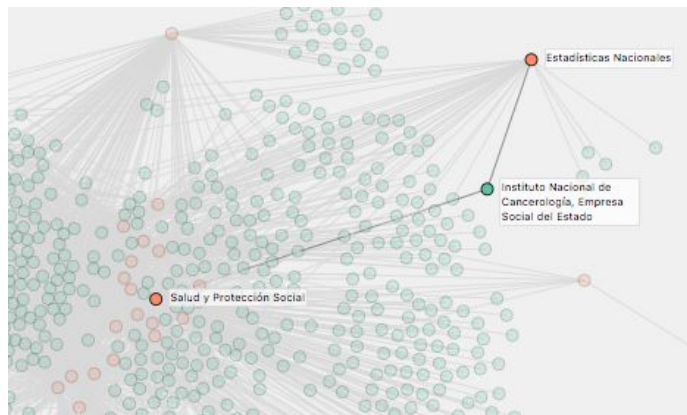 Estadísticas Nacionales
Instituto Nacional de
Cancerología, Empresa
Social del Estado
Salud y Protección Social